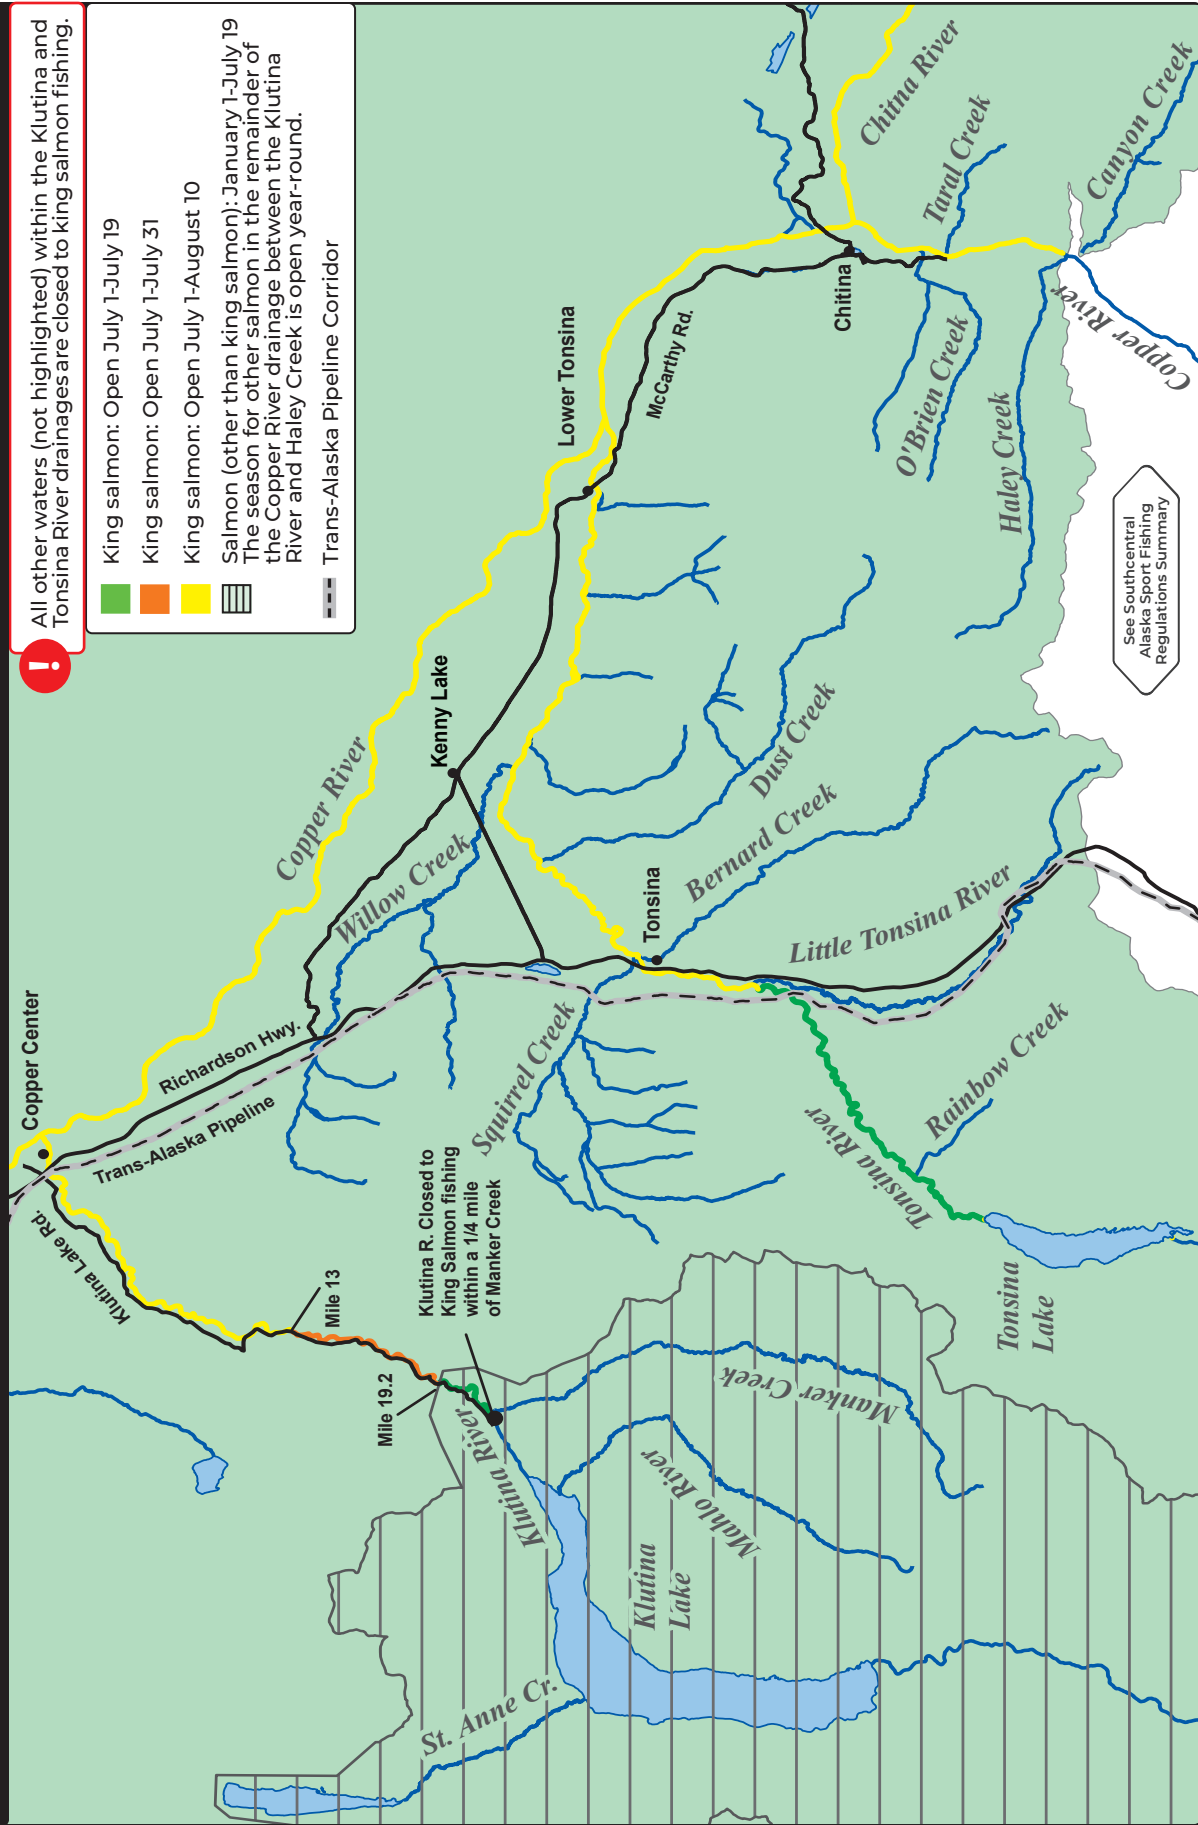 All other waters (not highlighted) within the Klutina and
Tonsina River drainages are closed to king salmon fishing.
!
King salmon: Open July 1-July 19
King salmon: Open July 1-July 31
King salmon: Open July 1-August 10
Salmon (other than king salmon): January 1-July 19
The season for other salmon in the remainder of
the Copper River drainage between the Klutina
River and Haley Creek is open year-round.
Trans-Alaska Pipeline Corridor
Copper Center
Klutina Lake Rd.
Richardson Hwy.
Trans-Alaska Pipeline
Copper River
Mile 13
Mile 19.2
Klutina R. Closed to
King Salmon fishing
within a 1/4 mile
of Manker Creek
Klutina River
St. Anne Cr.
Klutina
Lake
Mahlo River
Manker Creek
Willow Creek
Kenny Lake
Squirrel Creek
Tonsina
Lower Tonsina
McCarthy Rd.
Dust Creek
Bernard Creek
Little Tonsina River
Rainbow Creek
Tonsina River
Tonsina
Lake
Chitina
Chitna River
Taral Creek
Canyon Creek
O'Brien Creek
Haley Creek
Copper River
See Southcentral
Alaska Sport Fishing
Regulations Summary